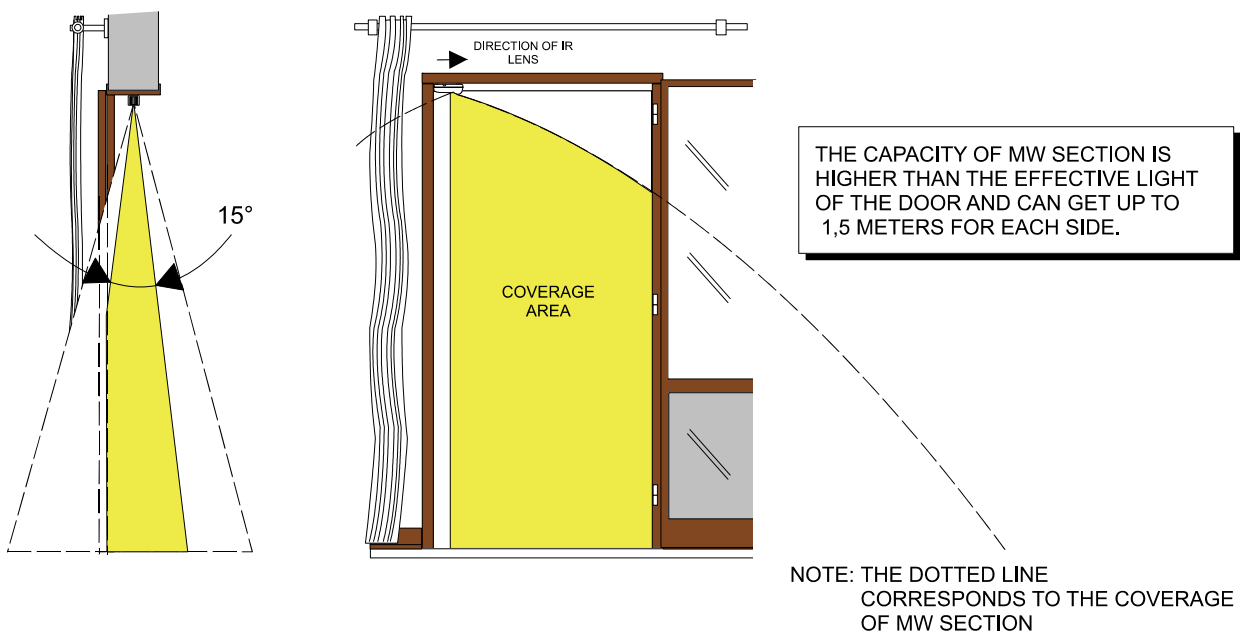 DIRECTION OF IR
LENS
15°
COVERAGE
AREA
THE CAPACITY OF MW SECTION IS
HIGHER THAN THE EFFECTIVE LIGHT
OF THE DOOR AND CAN GET UP TO
1,5 METERS FOR EACH SIDE.
NOTE: THE DOTTED LINE
CORRESPONDS TO THE COVERAGE
OF MW SECTION